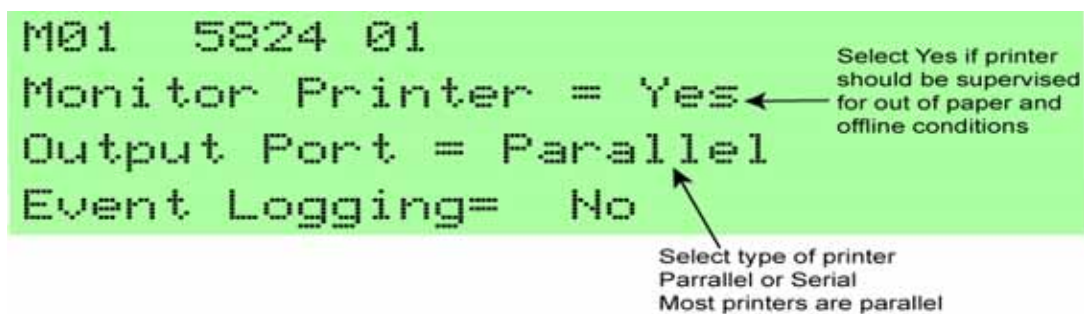 M01 5824 01
Monitor Printer = Yes
Output Port = Parallel
Event Logging= No
Select Yes if printer
should be supervised
for out of paper and
offline conditions
Select type of printer
Parrallel or Serial
Most printers are parallel